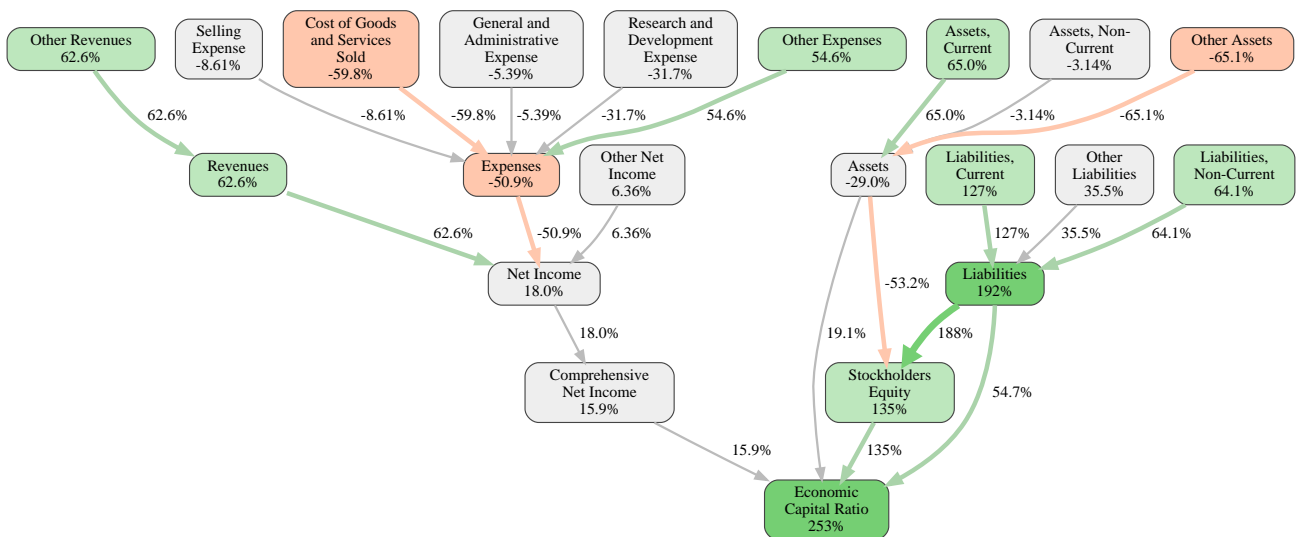 Other Revenues
62.6%
Selling
Expense
-8.61%
Cost of Goods
and Services
Sold
-59.8%
General and
Administrative
Expense
-5.39%
Research and
Development
Expense
-31.7%
Other Expenses
54.6%
Assets,
Current
65.0%
Assets, Non-
Current
-3.14%
Other Assets
-65.1%
62.6%
-8.61%
-59.8%
-5.39%
-31.7%
54.6%
65.0%
-3.14%
-65.1%
Revenues
62.6%
Expenses
-50.9%
Other Net
Income
6.36%
Assets
-29.0%
Liabilities,
Current
127%
Other
Liabilities
35.5%
Liabilities,
Non-Current
64.1%
62.6%
-50.9%
6.36%
127%
35.5%
64.1%
Net Income
18.0%
-53.2%
Liabilities
192%
18.0%
19.1%
188%
Comprehensive
Net Income
15.9%
Stockholders
Equity
135%
54.7%
15.9%
135%
Economic
Capital Ratio
253%